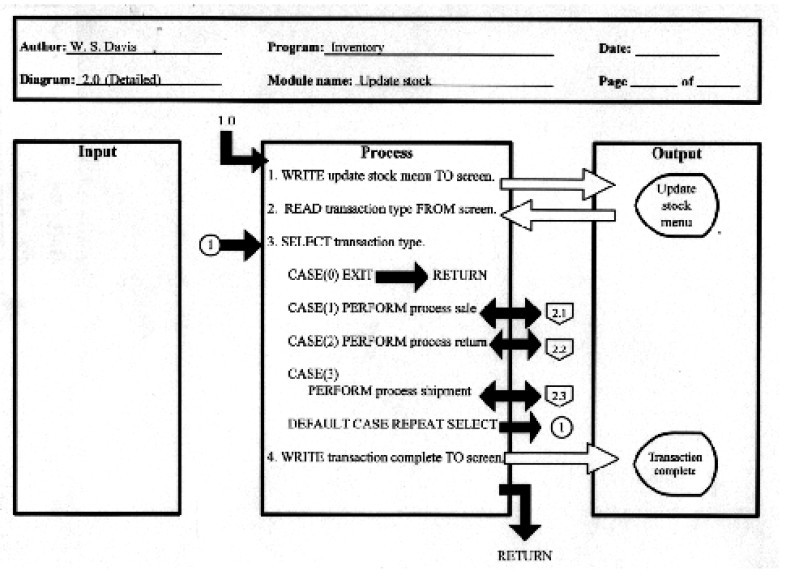 Author: W. S. Davis Program: Inventory Date:
Diagram: 2.0 (Detailed) Module name: Update stock Page of
1.0
Input
Process
Output
1. WRITE update stock menu TO screen.
Update
stock
menu
2. READ transaction type FROM screen.
1
3. SELECT transaction type.
CASE(0) EXIT RETURN
CASE(1) PERFORM process sale
2.1
CASE(2) PERFORM process return
2.2
CASE(3)
PERFORM process shipment
2.3
DEFAULT CASE REPEAT SELECT
1
4. WRITE transaction complete TO screen.
Transaction
complete
RETURN